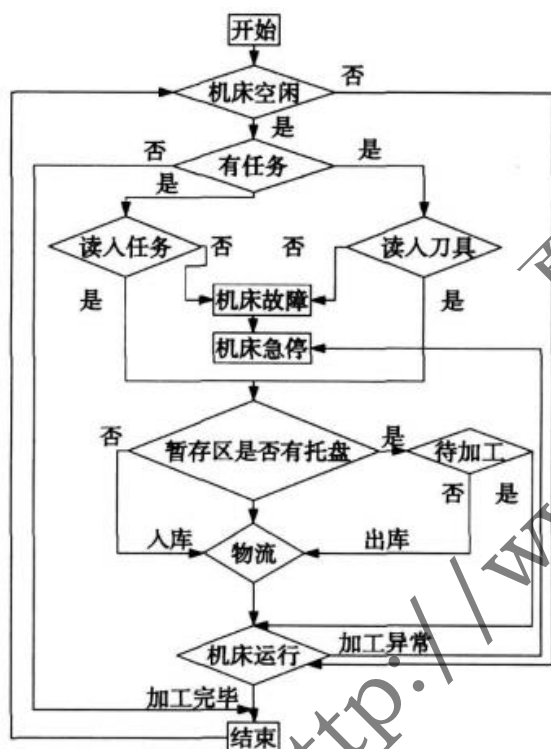 开始
机床空闲
否
是
否
有任务
是
是
读入任务
否
否
读入刀具
是
机床故障
是
机床急停
否
暂存区是否有托盘
是
待加工
否
是
入库
物流
出库
机床运行
加工异常
加工完毕
结束
http://w